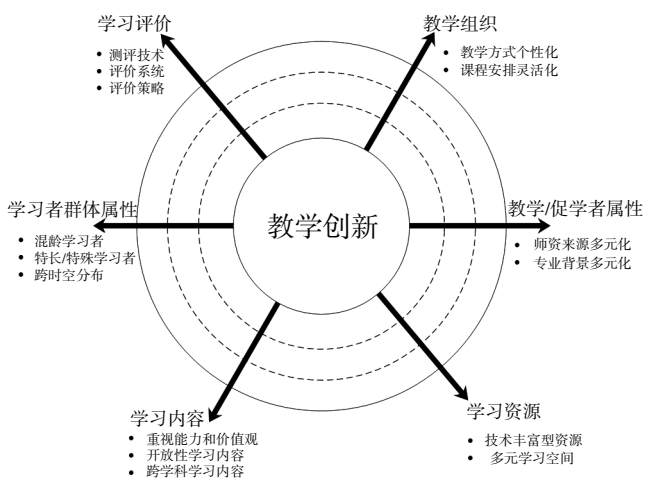 学习评价
• 测评技术
• 评价系统
• 评价策略
教学组织
• 教学方式个性化
• 课程安排灵活化
学习者群体属性
• 混龄学习者
• 特长/特殊学习者
• 跨时空分布
教学创新
教学/促学者属性
• 师资来源多元化
• 专业背景多元化
学习内容
• 重视能力和价值观
• 开放性学习内容
• 跨学科学习内容
学习资源
• 技术丰富型资源
• 多元学习空间